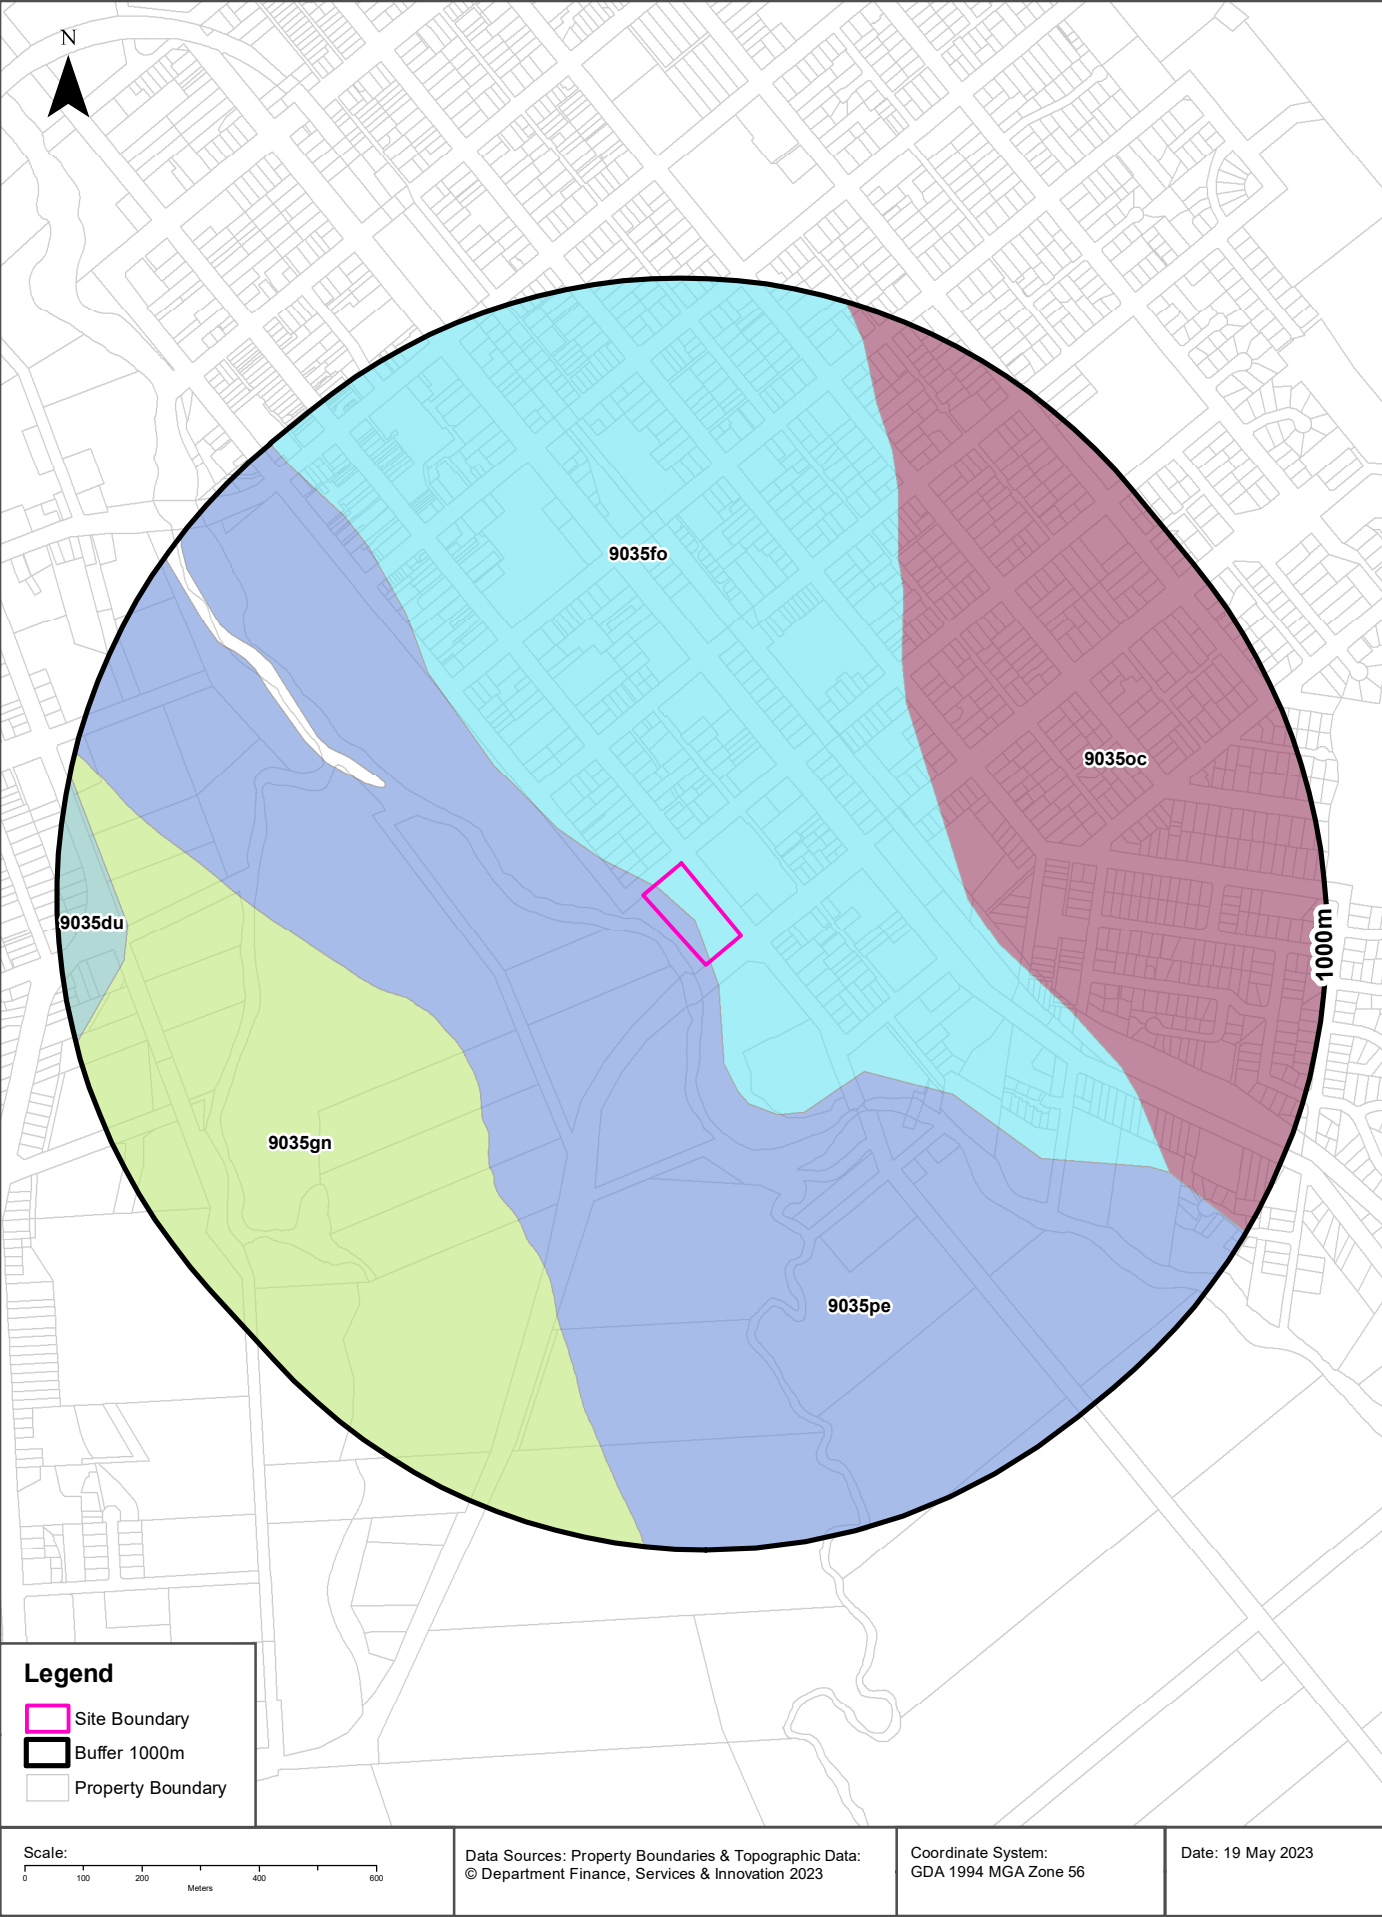 N
9035fo
9035oc
9035du
1000m
9035gn
9035pe
Legend
Site Boundary
Buffer 1000m
Property Boundary
Scale:
0 100 200 400 600
Meters
Data Sources: Property Boundaries & Topographic Data:
© Department Finance, Services & Innovation 2023
Coordinate System:
GDA 1994 MGA Zone 56
Date: 19 May 2023